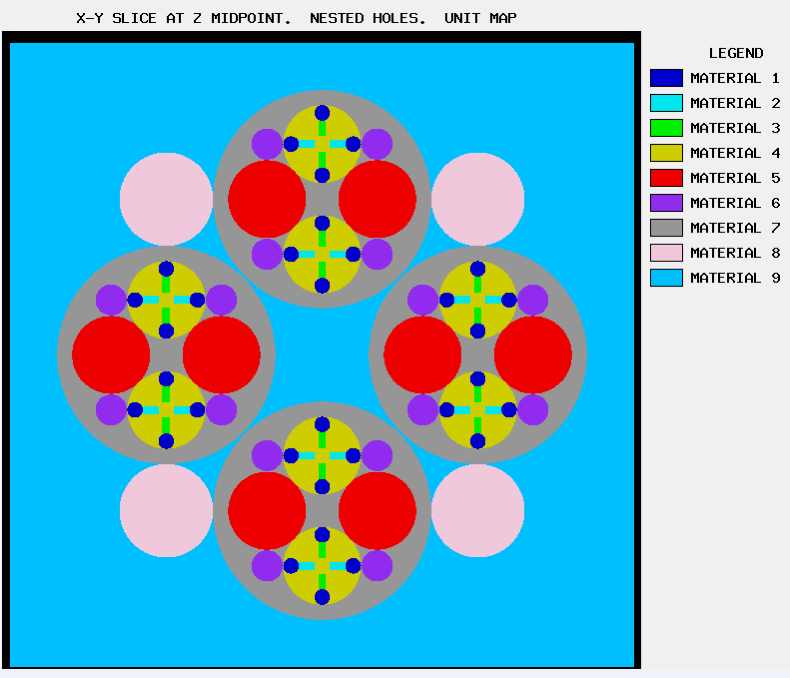 X-Y SLICE AT Z MIDPOINT.  NESTED HOLES.  UNIT MAP
LEGEND
MATERIAL 1
MATERIAL 2
MATERIAL 3
MATERIAL 4
MATERIAL 5
MATERIAL 6
MATERIAL 7
MATERIAL 8
MATERIAL 9